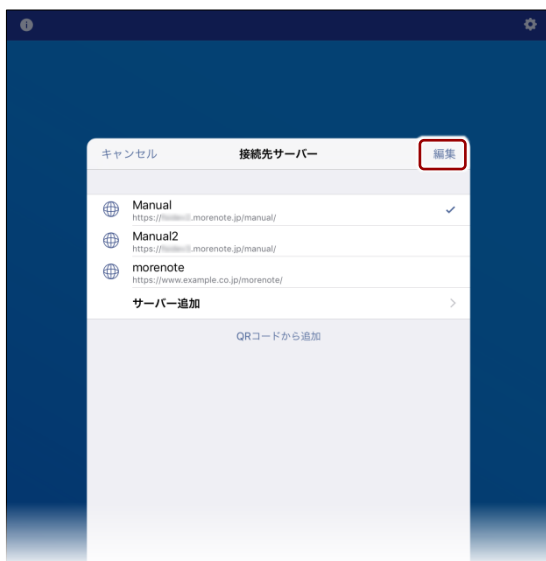 キャンセル 接続先サーバー 編集
Manual
https://.morenote.jp/manual/
Manual2
https://.morenote.jp/manual/
morenote
https://www.example.co.jp/morenote/
サーバー追加
QRコードから追加